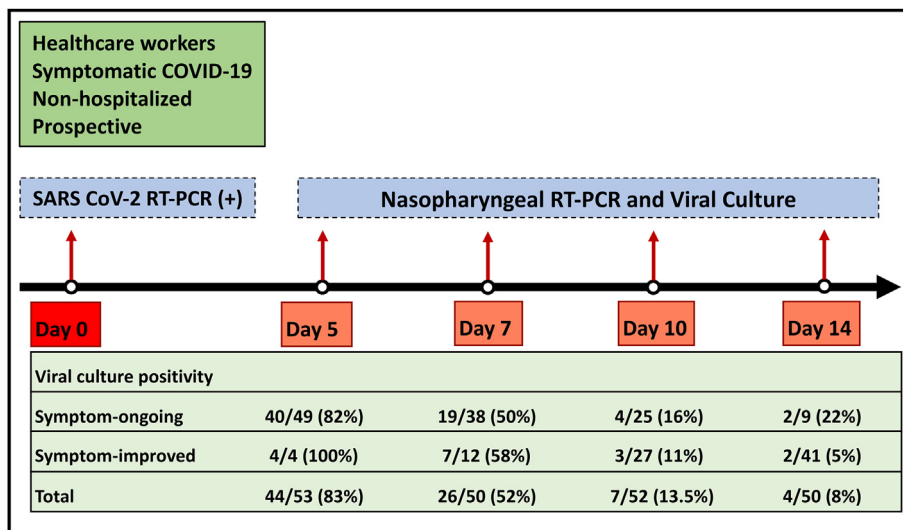 Healthcare workers
Symptomatic COVID-19
Non-hospitalized
Prospective
SARS CoV-2 RT-PCR (+)
Nasopharyngeal RT-PCR and Viral Culture
Day 0 Day 5 Day 7 Day 10 Day 14
Viral culture positivity
Symptom-ongoing 40/49 (82%) 19/38 (50%) 4/25 (16%) 2/9 (22%)
Symptom-improved 4/4 (100%) 7/12 (58%) 3/27 (11%) 2/41 (5%)
Total 44/53 (83%) 26/50 (52%) 7/52 (13.5%) 4/50 (8%)